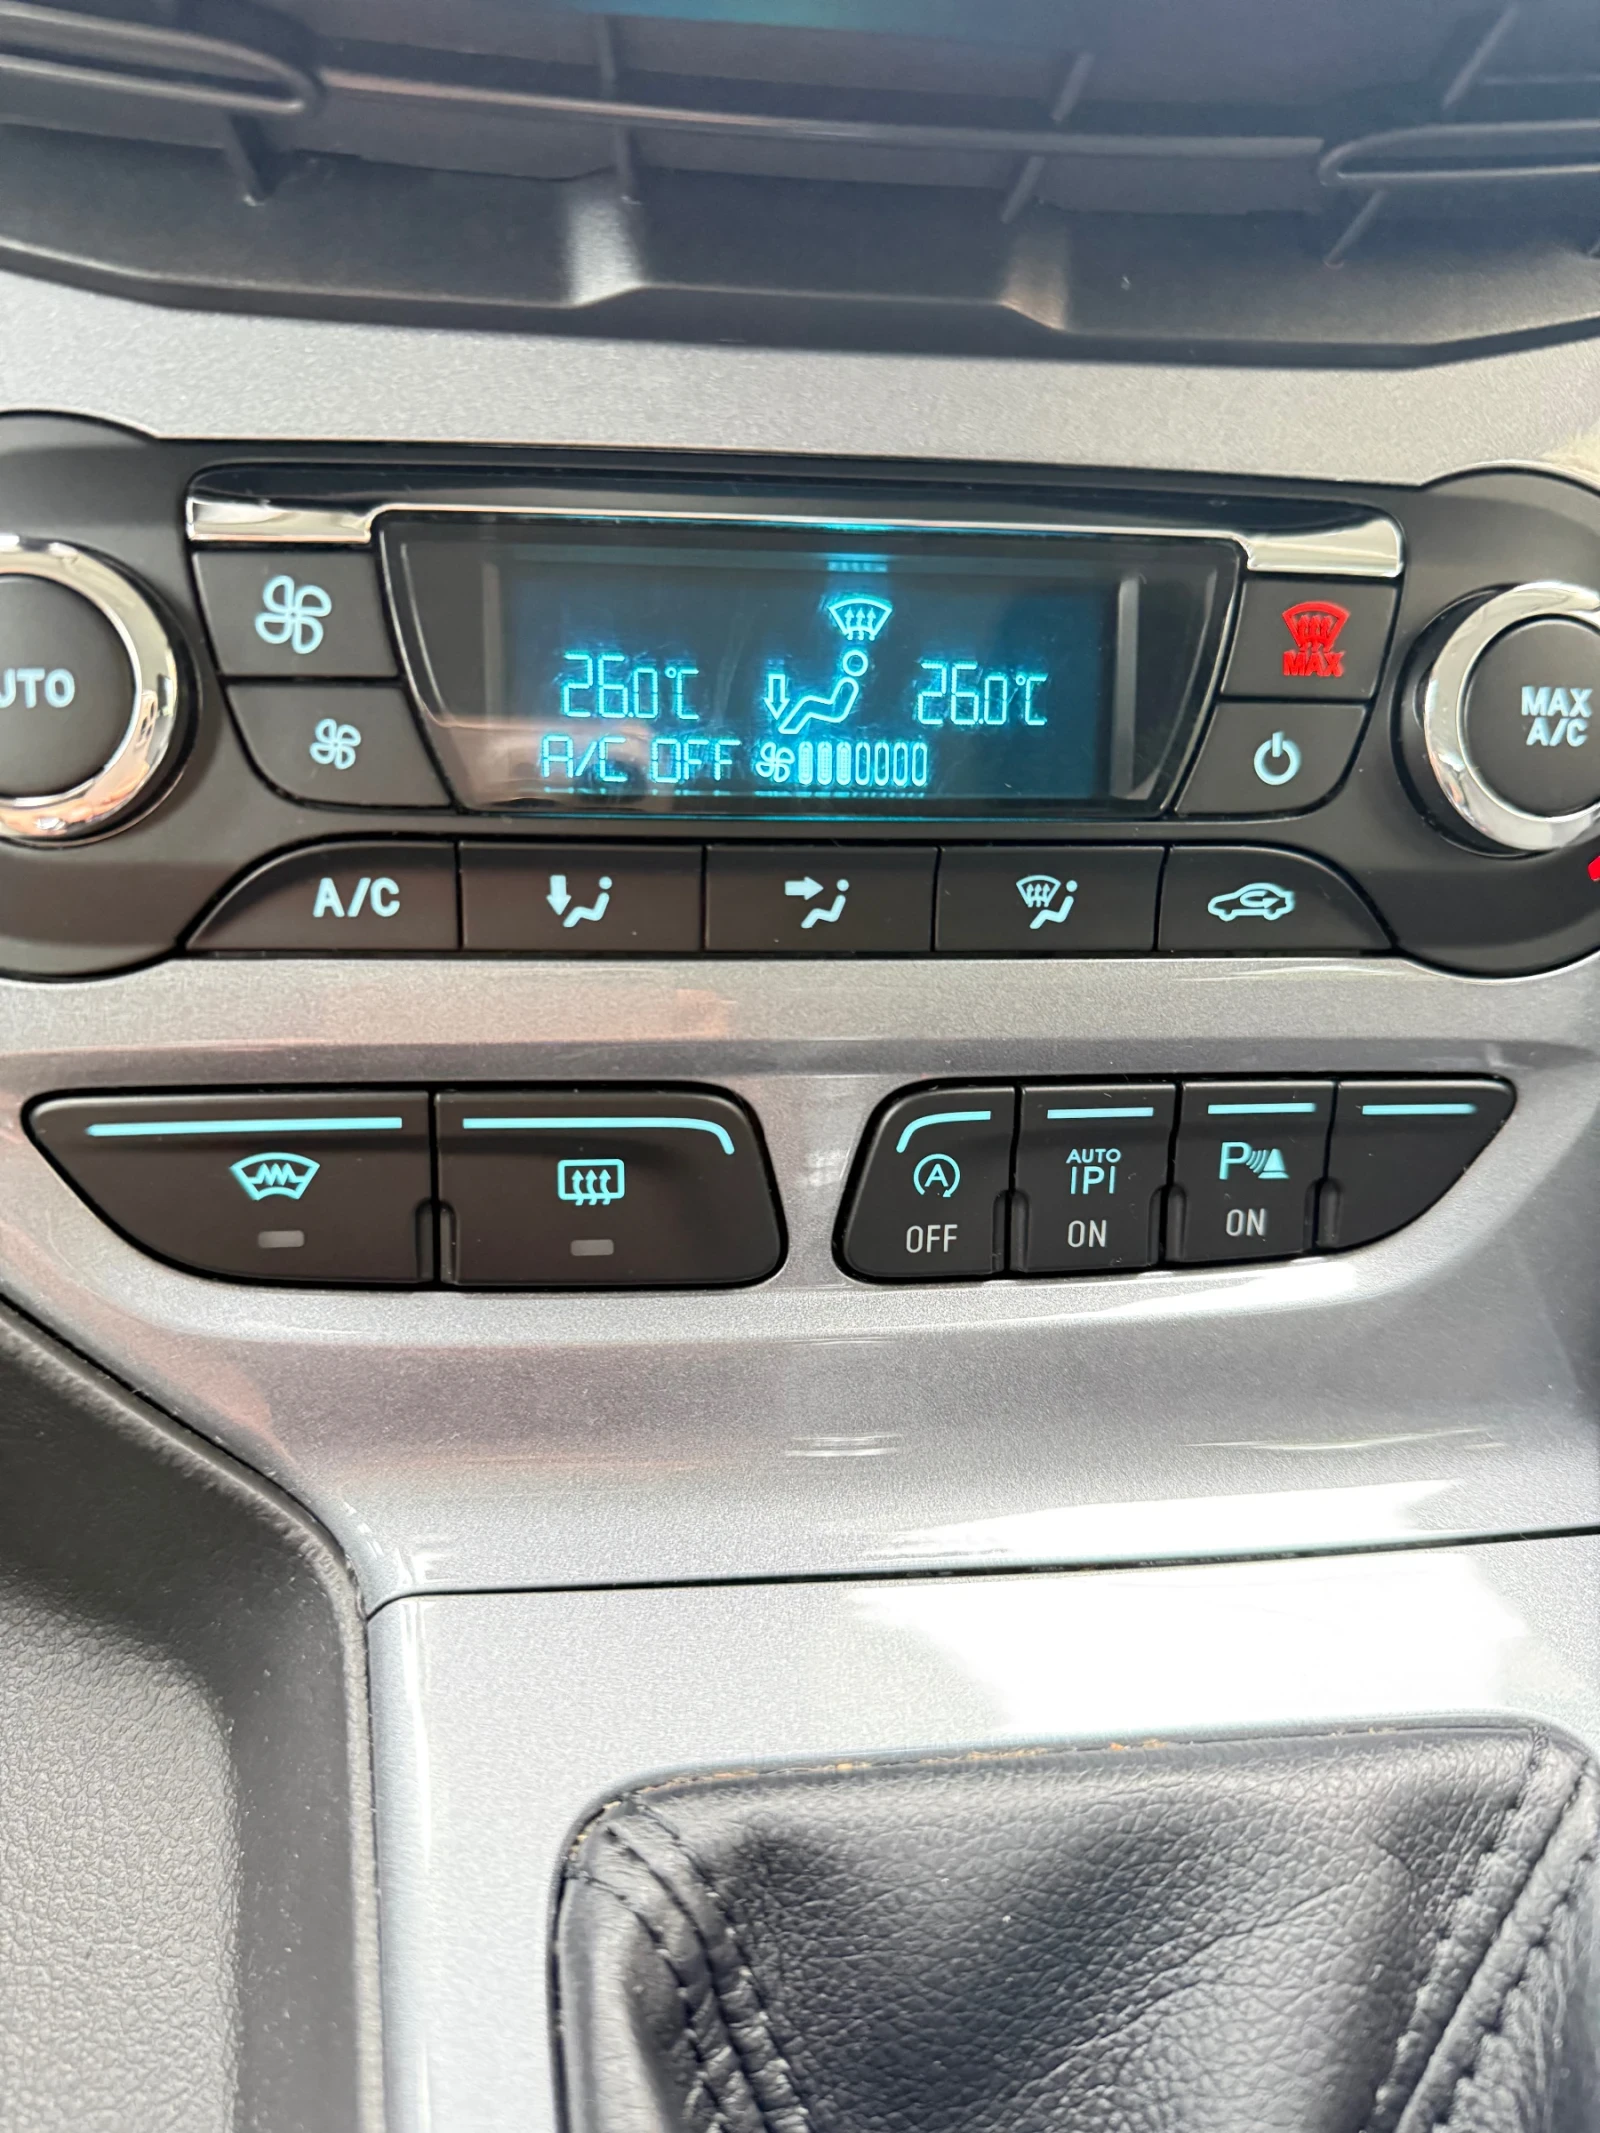 UTO
MAX
26.0°C
26.0°C
MAX
A/C
A/C OFF
A/C
A
OFF
AUTO
P
ON
P
ON